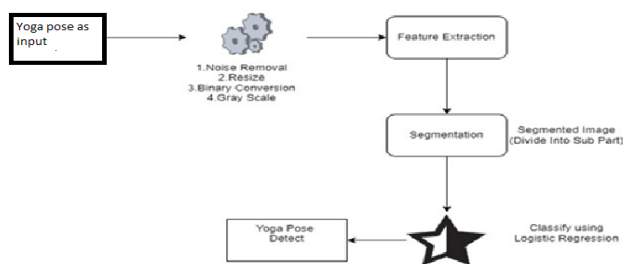 Yoga pose as
input
1.Noise Removal
2.Resize
3.Binary Conversion
4.Gray Scale
Feature Extraction
Segmentation
Segmented Image
(Divide Into Sub Part)
Classify using
Logistic Regression
Yoga Pose
Detect